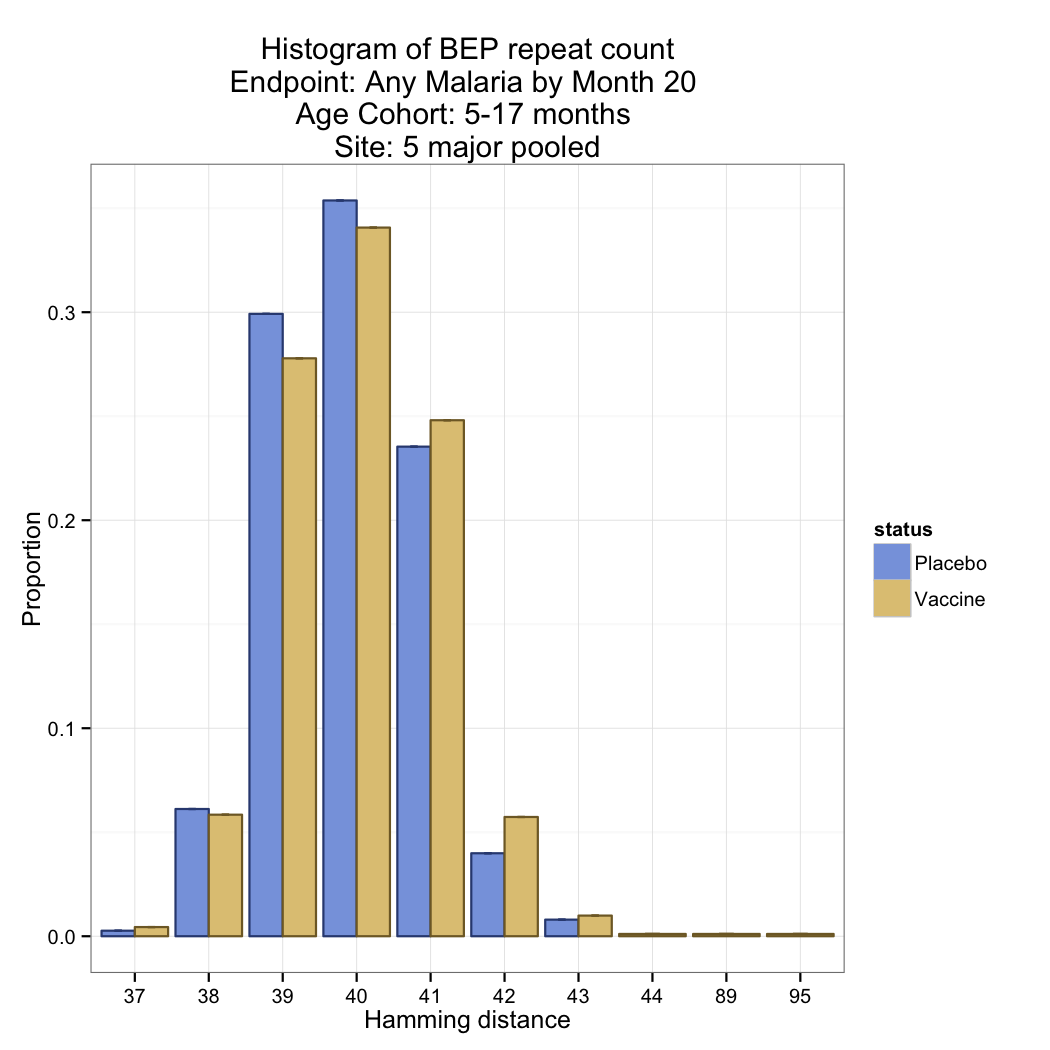 Histogram of BEP repeat count
Endpoint: Any Malaria by Month 20
Age Cohort: 5-17 months
Site: 5 major pooled
0.3
0.2
0.1
0.0
Proportion
37 38 39 40 41 42 43 44 89 95
Hamming distance
status
Placebo
Vaccine